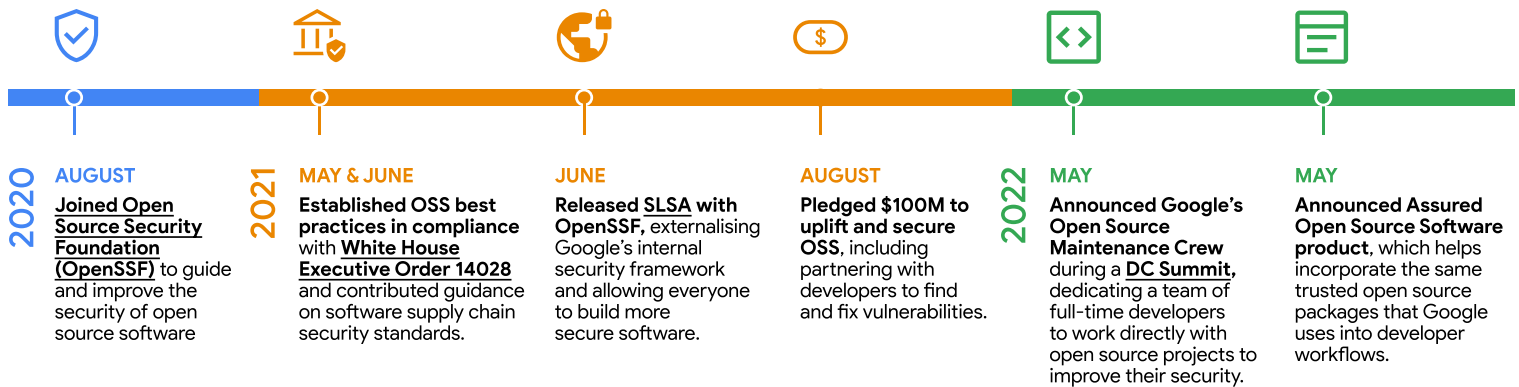 $
2020
AUGUST
Joined Open
Source Security
Foundation
(OpenSSF) to guide
and improve the
security of open
source software
2021
MAY & JUNE
Established OSS best
practices in compliance
with White House
Executive Order 14028
and contributed guidance
on software supply chain
security standards.
JUNE
Released SLSA with
OpenSSF, externalising
Google's internal
security framework
and allowing everyone
to build more
secure software.
AUGUST
Pledged $100M to
uplift and secure
OSS, including
partnering with
developers to find
and fix vulnerabilities.
2022
MAY
Announced Google's
Open Source
Maintenance Crew
during a DC Summit,
dedicating a team of
full-time developers
to work directly with
open source projects to
improve their security.
MAY
Announced Assured
Open Source Software
product, which helps
incorporate the same
trusted open source
packages that Google
uses into developer
workflows.